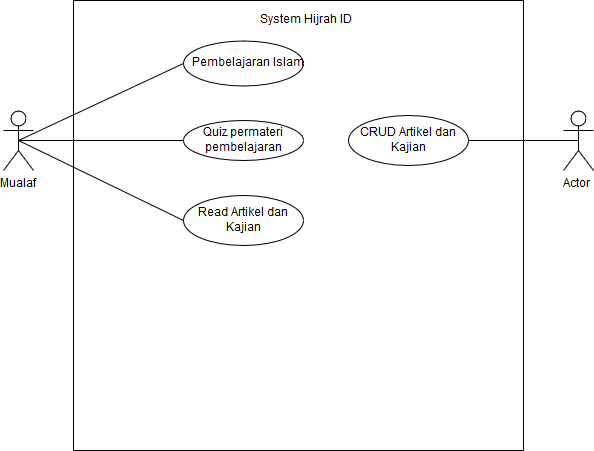 System Hijrah ID
Pembelajaran Islam
Quiz permateri
pembelajaran
CRUD Artikel dan
Kajian
Mualaf
Actor
Read Artikel dan
Kajian